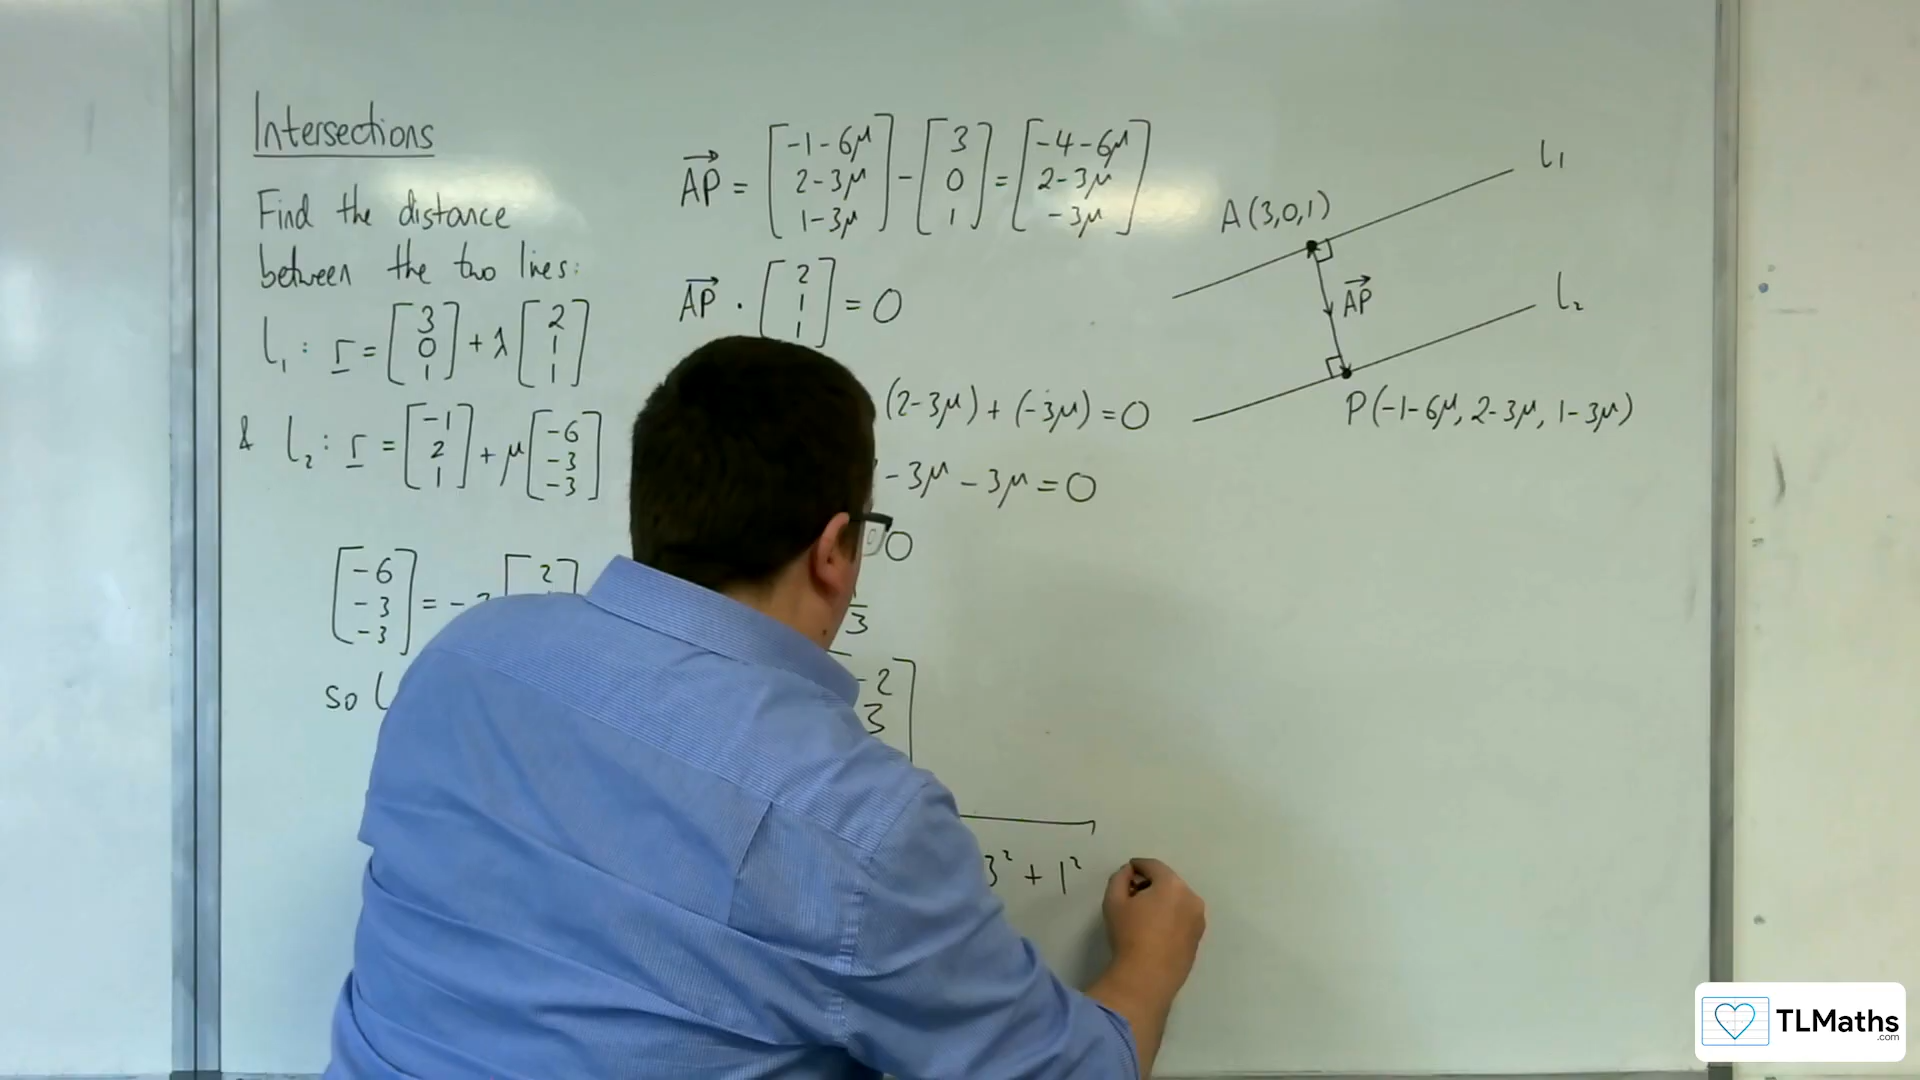 Intersections
Find the distance
between the two lines:
l₁ : r = [3 0 1] + λ [2 1 1]
& l₂ : r = [-1 2 1] + μ [-6 -3 -3]
[-6 -3 -3] = - [2
so l
AP = [-1-6μ 2-3μ 1-3μ] - [3 0 1] = [-4-6μ 2-3μ -3μ]
AP · [2 1 1] = 0
(2-3μ) + (-3μ) = 0
- 3μ - 3μ = 0
0
3
-2
3
3² + 1²
l₁
A(3,0,1)
AP
l₂
P(-1-6μ, 2-3μ, 1-3μ)
TLMaths
.com